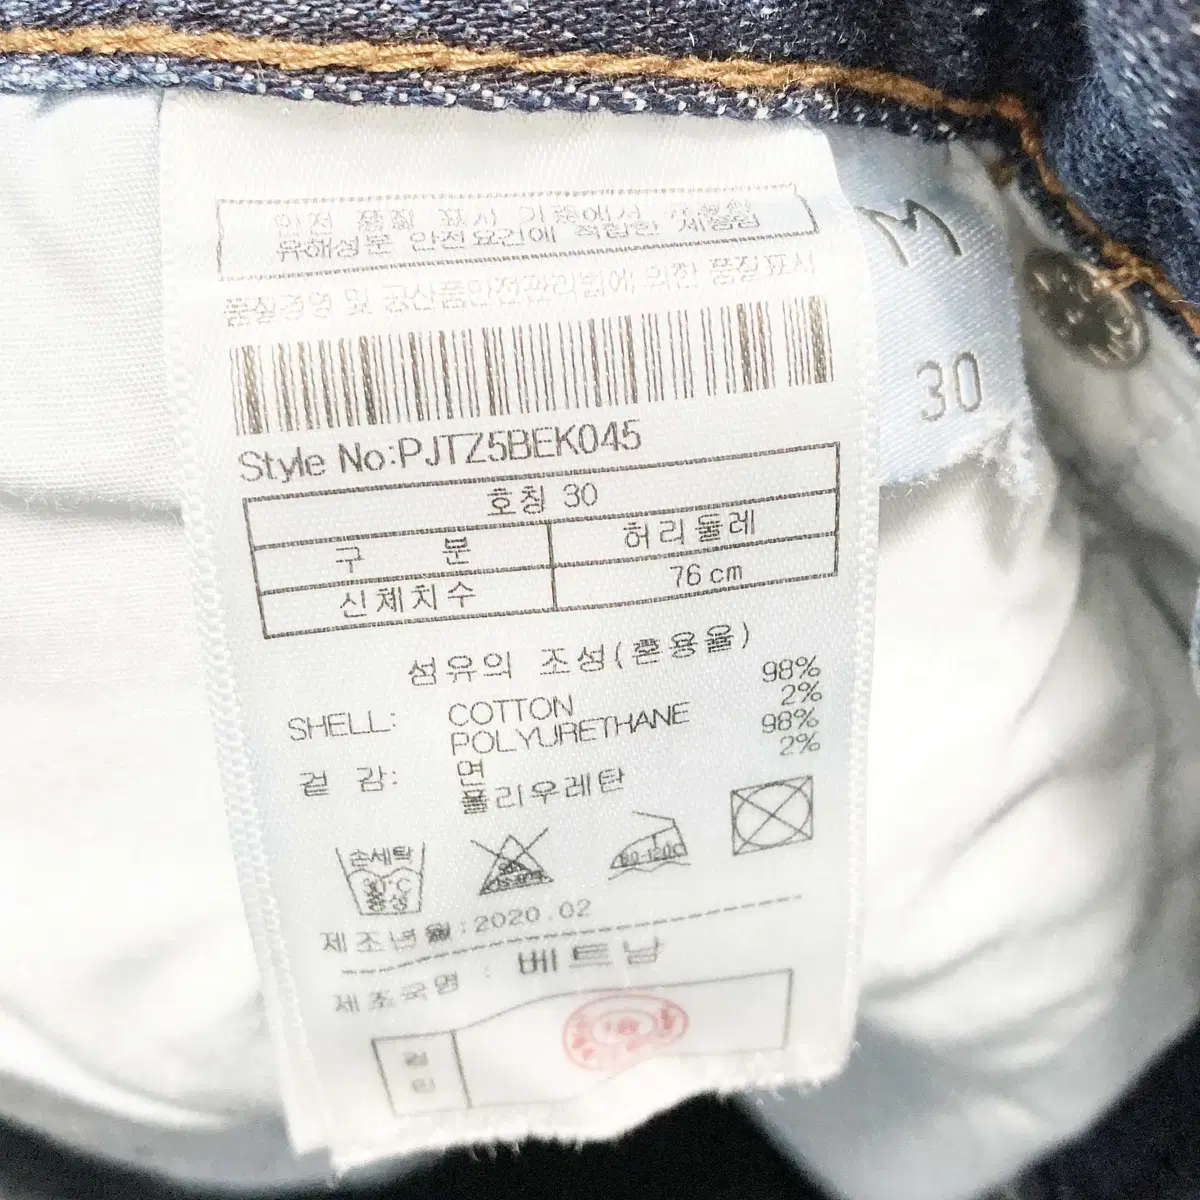 안전 품질 표시 기준에서 규정한
유해성분 안전요건에 적합한 제품임
품질경영 및 공산품안전관리법에 의한 품질표시
M
30
Style No:PJTZ5BEK045
호칭 30
구 분 허리둘레
신체치수 76 cm
섬유의 조성(혼용율)
SHELL: COTTON 98%
POLYURETHANE 2%
겉 감: 면 98%
폴리우레탄 2%
손세탁
30°C
중성
80-120C
제조년월:2020.02
제조국명 : 베트남